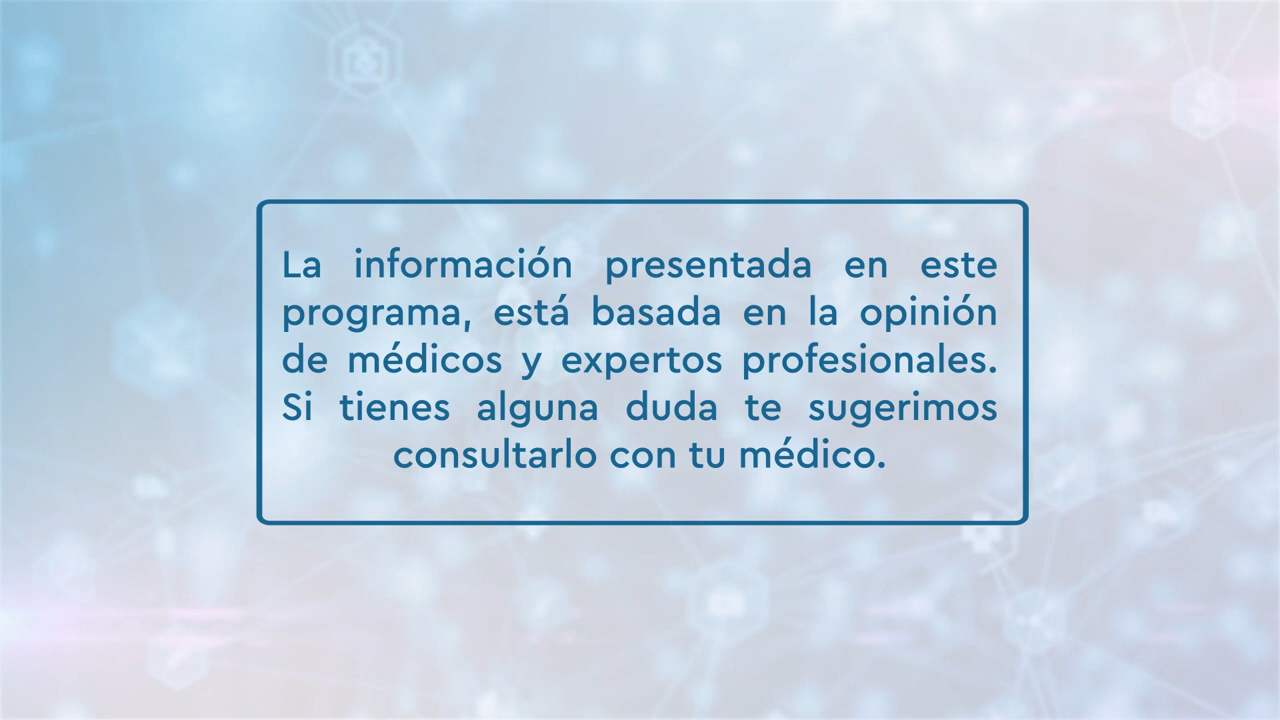 La información presentada en este
programa, está basada en la opinión
de médicos y expertos profesionales.
Si tienes alguna duda te sugerimos
consultarlo con tu médico.